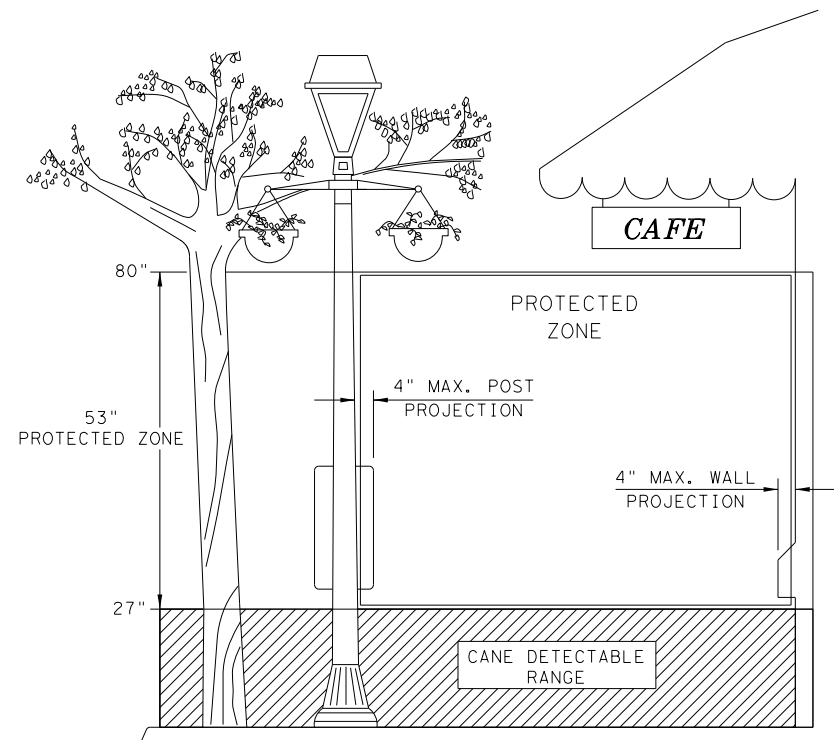 CAFE
80"
PROTECTED
ZONE
4" MAX. POST
PROJECTION
53"
PROTECTED ZONE
4" MAX. WALL
PROJECTION
27"
CANE DETECTABLE
RANGE